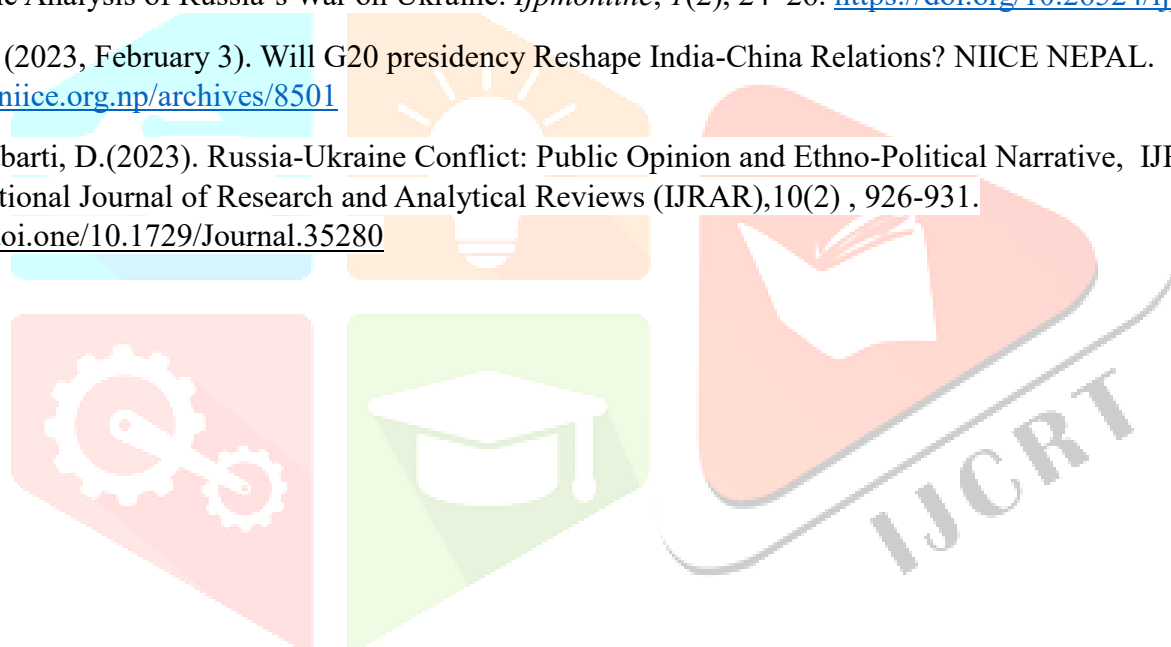 Analysis of Russia's War on Ukraine. Ijpmonline, 1(2), 24–26. https://doi.org/10.26524/ij
(2023, February 3). Will G20 presidency Reshape India-China Relations? NIICE NEPAL.
niice.org.np/archives/8501
barti, D.(2023). Russia-Ukraine Conflict: Public Opinion and Ethno-Political Narrative, IJR
tional Journal of Research and Analytical Reviews (IJRAR),10(2) , 926-931.
oi.one/10.1729/Journal.35280
IJCRT